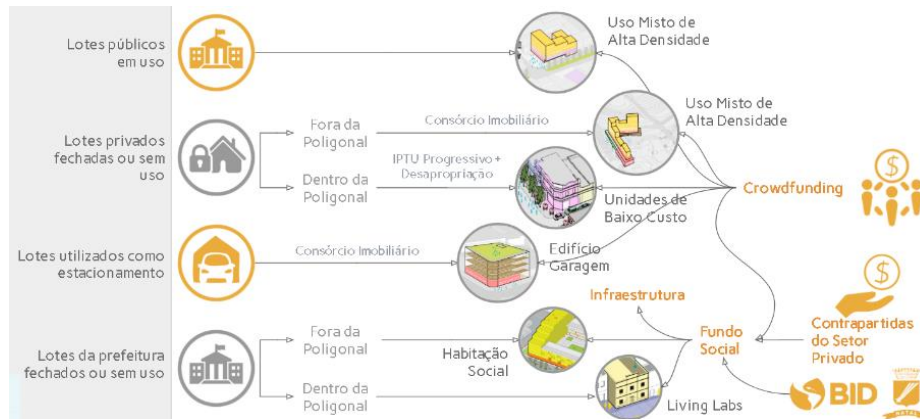 Lotes públicos
em uso
Uso Misto de
Alta Densidade
Lotes privados
fechadas ou sem
uso
Fora da
Poligonal
Consórcio Imobiliário
Uso Misto de
Alta Densidade
Dentro da
Poligonal
IPTU Progressivo +
Desapropriação
Unidades de
Baixo Custo
Crowdfunding
Lotes utilizados como
estacionamento
Consórcio Imobiliário
Edifício
Garagem
Infraestrutura
Lotes da prefeitura
fechados ou sem uso
Fora da
Poligonal
Habitação
Social
Fundo
Social
Contrapartidas
do Setor
Privado
Dentro da
Poligonal
Living Labs
BID